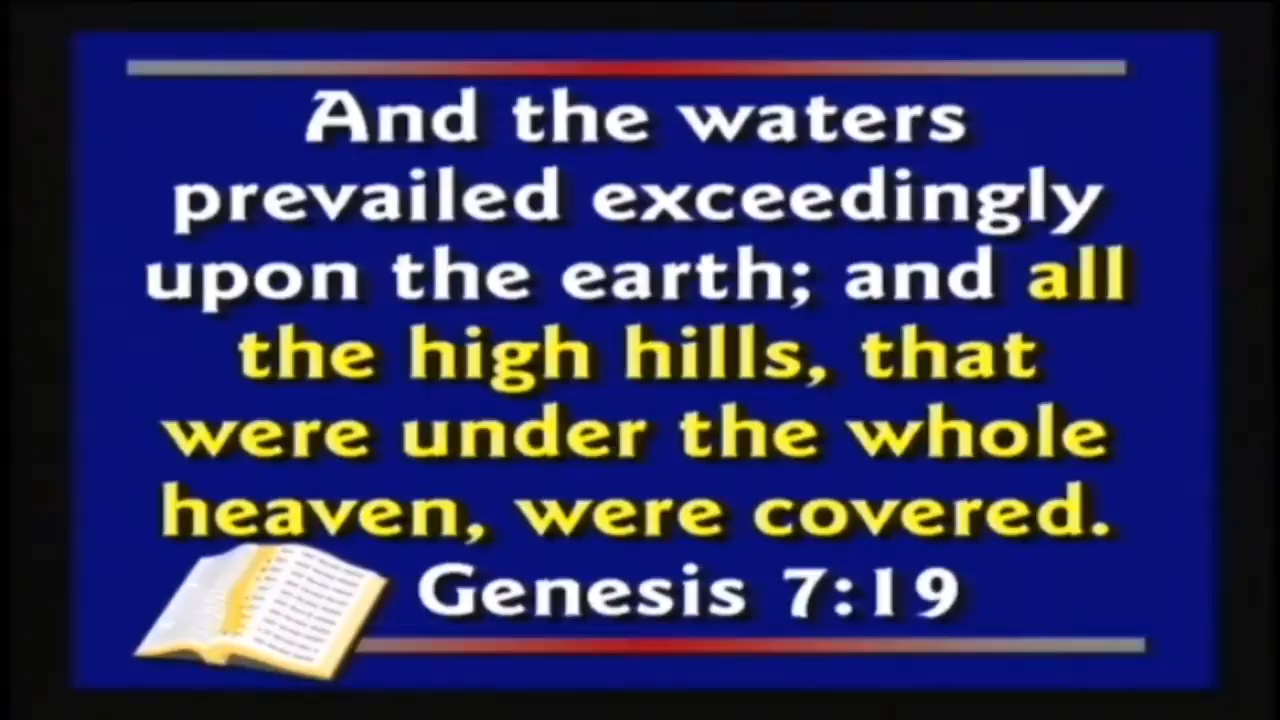 And the waters
prevailed exceedingly
upon the earth; and all
the high hills, that
were under the whole
heaven, were covered.
Genesis 7:19